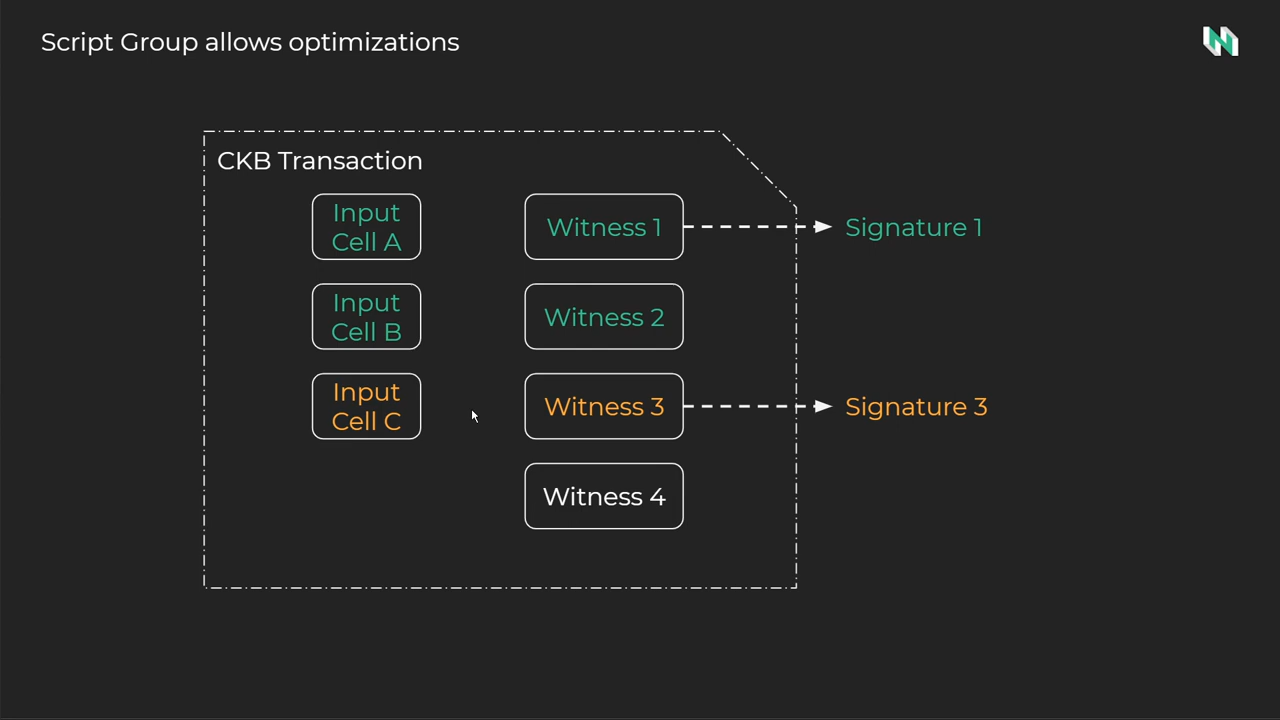 Script Group allows optimizations
CKB Transaction
Input
Cell A
Witness 1
Signature 1
Input
Cell B
Witness 2
Input
Cell C
Witness 3
Signature 3
Witness 4